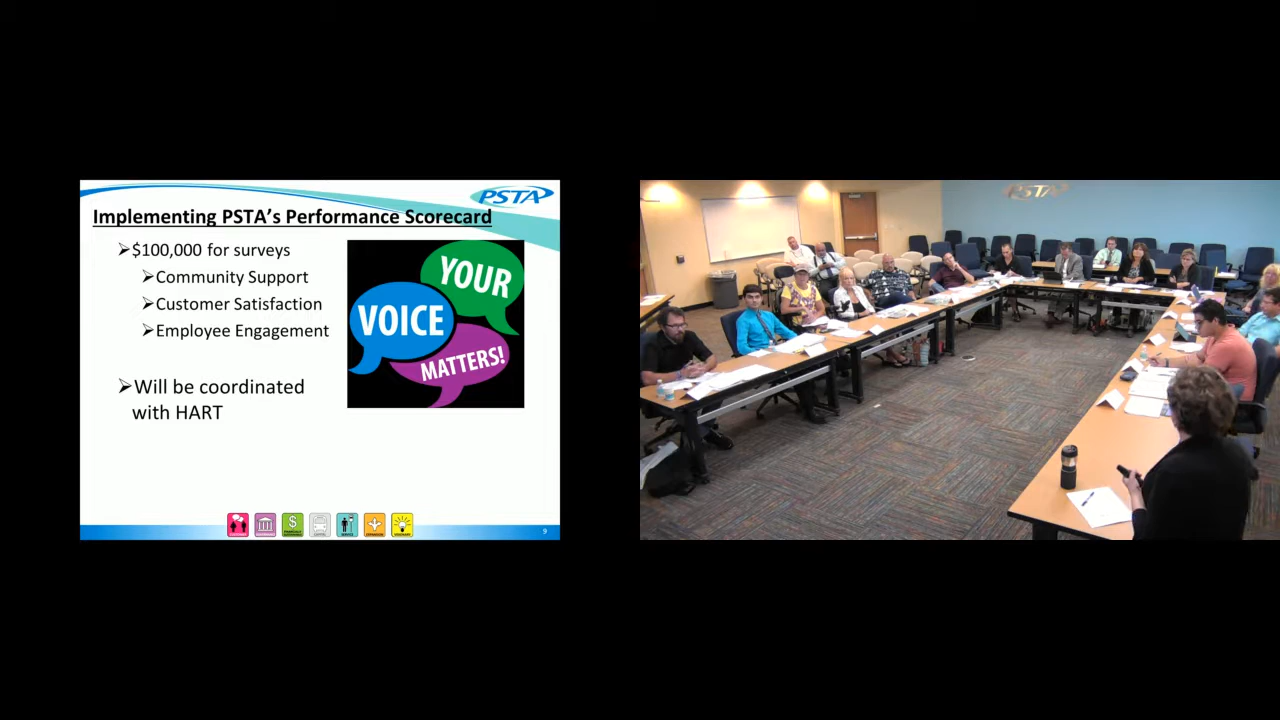 PSTA
Implementing PSTA's Performance Scorecard
➢$100,000 for surveys
➢Community Support
➢Customer Satisfaction
➢Employee Engagement
➢Will be coordinated
with HART
YOUR
VOICE
MATTERS!
9
PSTA